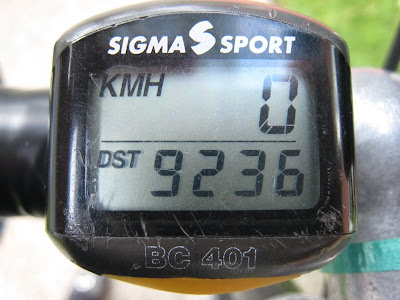 SIGMA SPORT
KMH 0
DST 9236
BC 401